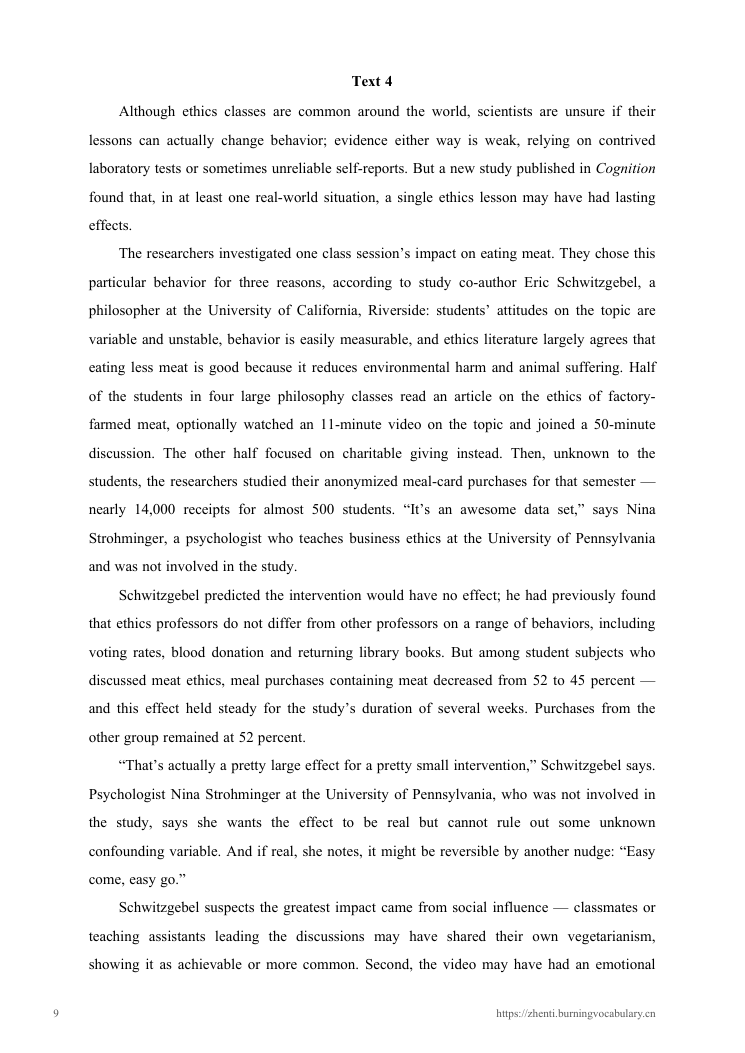 Text 4
Although ethics classes are common around the world, scientists are unsure if their
lessons can actually change behavior; evidence either way is weak, relying on contrived
laboratory tests or sometimes unreliable self-reports. But a new study published in Cognition
found that, in at least one real-world situation, a single ethics lesson may have had lasting
effects.
The researchers investigated one class session’s impact on eating meat. They chose this
particular behavior for three reasons, according to study co-author Eric Schwitzgebel, a
philosopher at the University of California, Riverside: students’ attitudes on the topic are
variable and unstable, behavior is easily measurable, and ethics literature largely agrees that
eating less meat is good because it reduces environmental harm and animal suffering. Half
of the students in four large philosophy classes read an article on the ethics of factory-
farmed meat, optionally watched an 11-minute video on the topic and joined a 50-minute
discussion. The other half focused on charitable giving instead. Then, unknown to the
students, the researchers studied their anonymized meal-card purchases for that semester —
nearly 14,000 receipts for almost 500 students. “It’s an awesome data set,” says Nina
Strohminger, a psychologist who teaches business ethics at the University of Pennsylvania
and was not involved in the study.
Schwitzgebel predicted the intervention would have no effect; he had previously found
that ethics professors do not differ from other professors on a range of behaviors, including
voting rates, blood donation and returning library books. But among student subjects who
discussed meat ethics, meal purchases containing meat decreased from 52 to 45 percent —
and this effect held steady for the study’s duration of several weeks. Purchases from the
other group remained at 52 percent.
“That’s actually a pretty large effect for a pretty small intervention,” Schwitzgebel says.
Psychologist Nina Strohminger at the University of Pennsylvania, who was not involved in
the study, says she wants the effect to be real but cannot rule out some unknown
confounding variable. And if real, she notes, it might be reversible by another nudge: “Easy
come, easy go.”
Schwitzgebel suspects the greatest impact came from social influence — classmates or
teaching assistants leading the discussions may have shared their own vegetarianism,
showing it as achievable or more common. Second, the video may have had an emotional
9
https://zhenti.burningvocabulary.cn